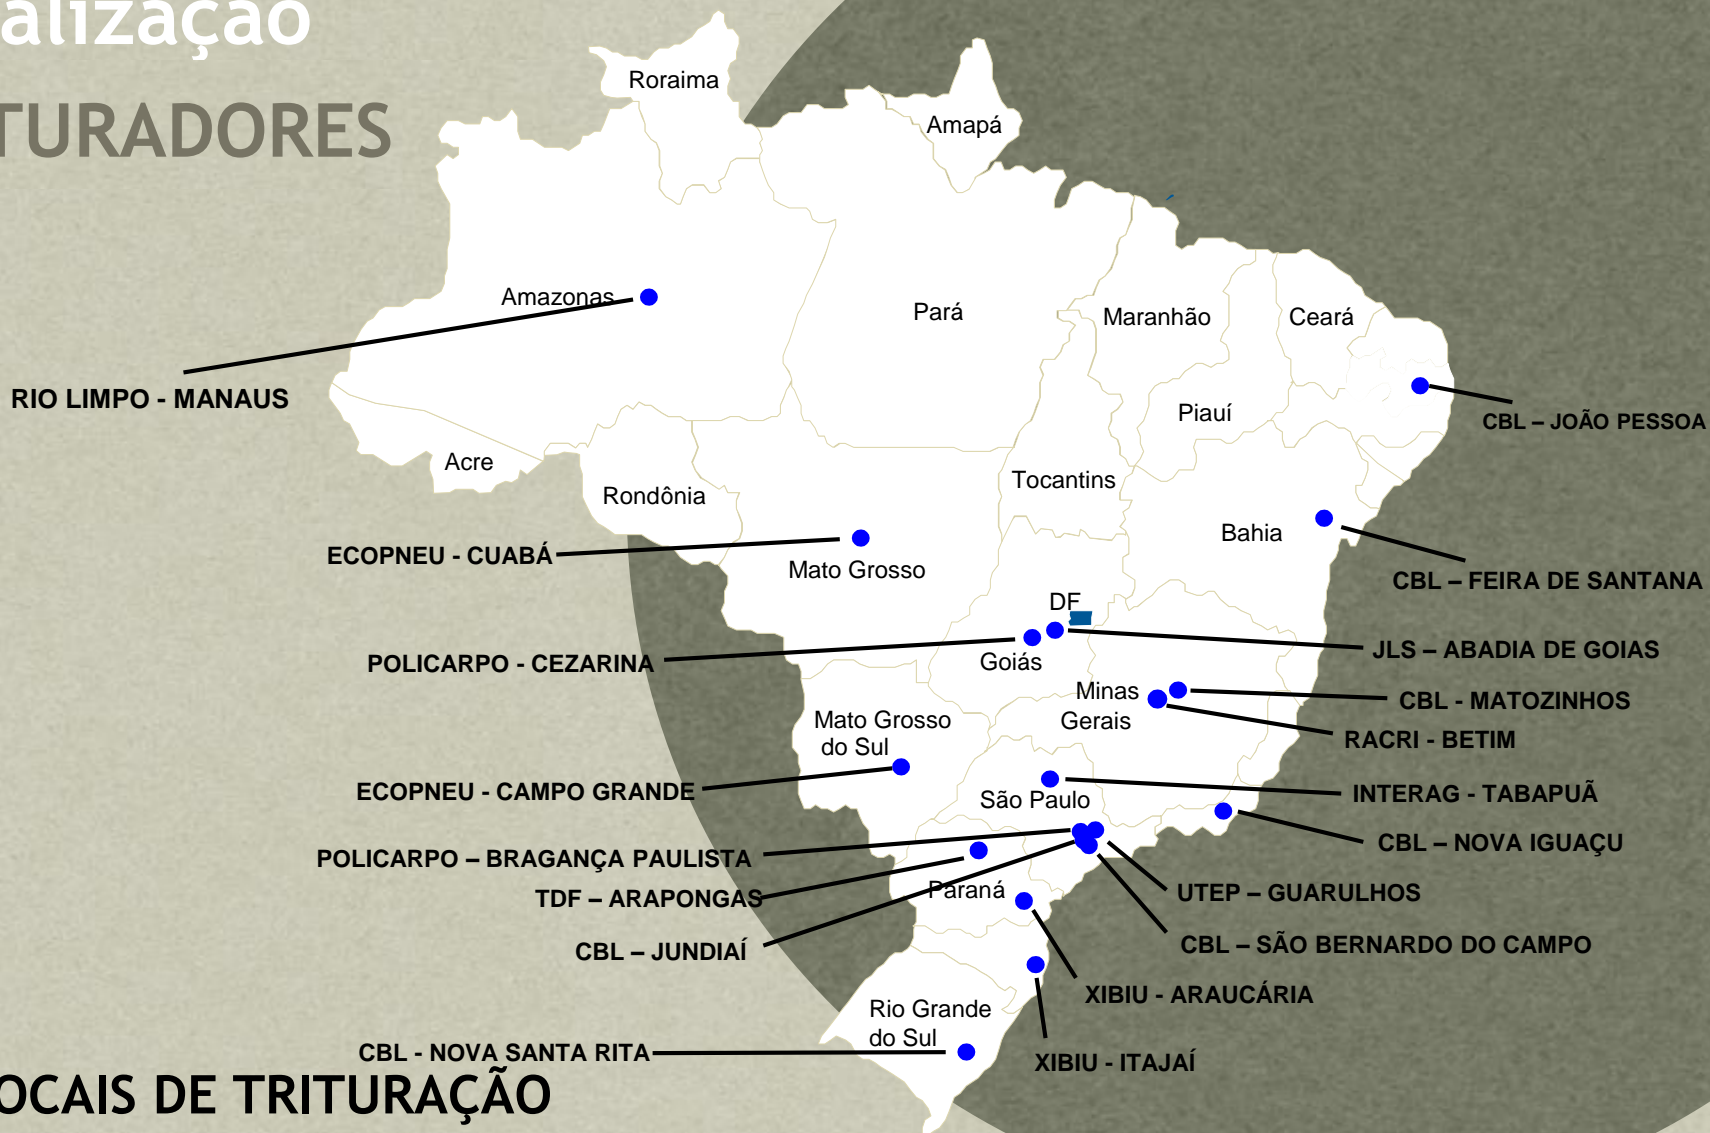 alização
TURADORES
Roraima
Amapá
Amazonas
Pará
Maranhão
Ceará
RIO LIMPO - MANAUS
Piauí
CBL – JOÃO PESSOA
Acre
Rondônia
Tocantins
Bahia
ECOPNEU - CUABÁ
Mato Grosso
CBL – FEIRA DE SANTANA
DF
POLICARPO - CEZARINA
Goiás
JLS – ABADIA DE GOIAS
Minas
Gerais
CBL - MATOZINHOS
Mato Grosso
do Sul
RACRI - BETIM
ECOPNEU - CAMPO GRANDE
São Paulo
INTERAG - TABAPUÃ
CBL – NOVA IGUAÇU
POLICARPO – BRAGANÇA PAULISTA
TDF – ARAPONGAS
Paraná
UTEP – GUARULHOS
CBL – JUNDIAÍ
CBL – SÃO BERNARDO DO CAMPO
XIBIU - ARAUCÁRIA
Rio Grande
do Sul
CBL - NOVA SANTA RITA
XIBIU - ITAJAÍ
OCAIS DE TRITURAÇÃO